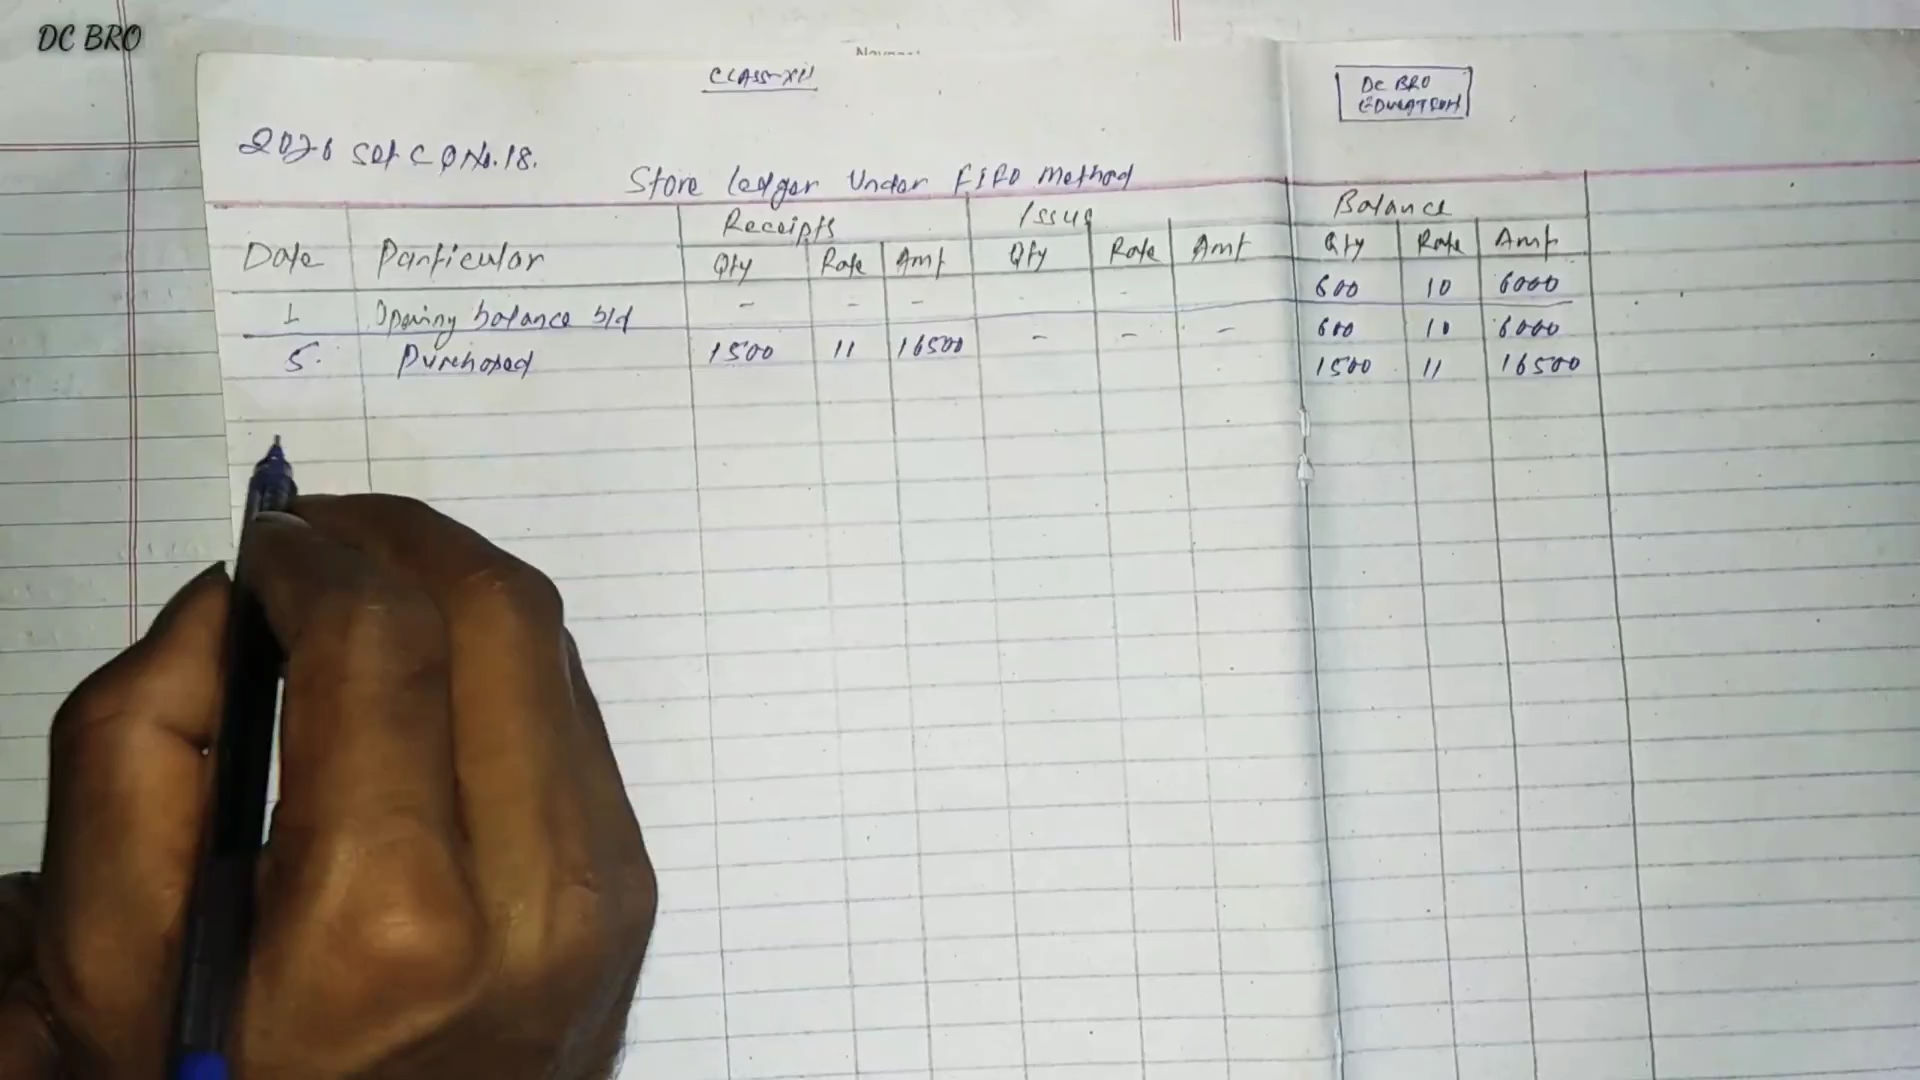 DC BRO
CLASS-XII
DC BRO
EDUCATION
2026 Set C Q No. 18.
Store ledger Under FIFO Method
Date Particular Receipts Issue Balance
Qty Rate Amt Qty Rate Amt Qty Rate Amt
1 Opening balance b/d - - - - 600 10 6000
5. Purchased 1500 11 16500 - - - 600 10 6000
1500 11 16500